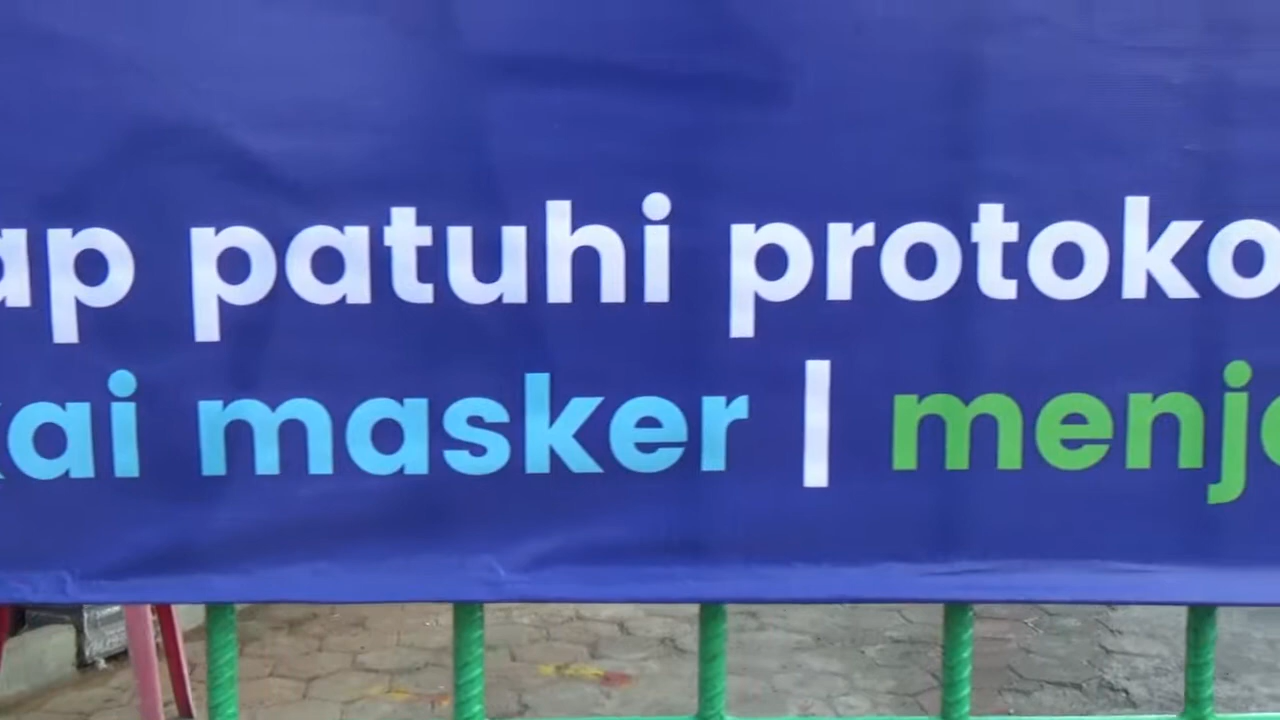 ap patuhi protoko
kai masker | menj